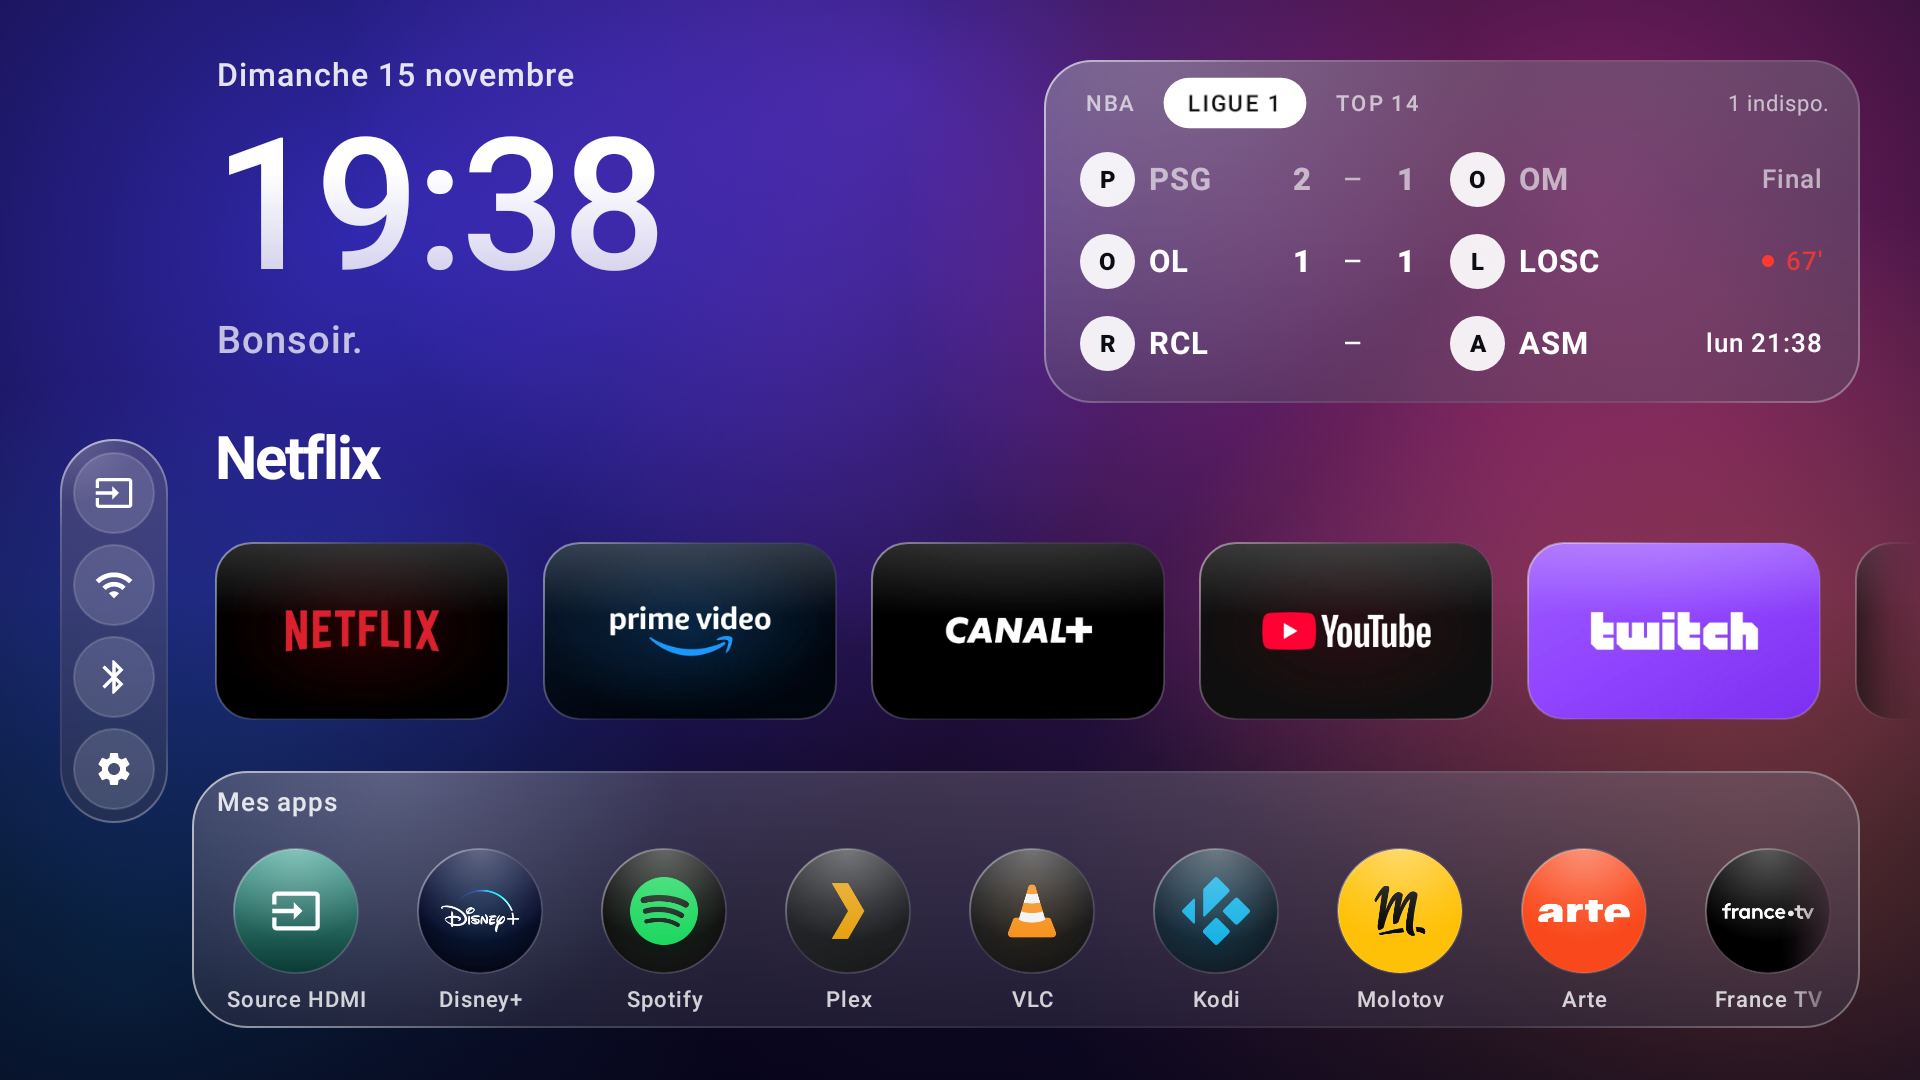 Dimanche 15 novembre
19:38
Bonsoir.
NBA LIGUE 1 TOP 14 1 indispo.
P PSG 2 – 1 O OM Final
O OL 1 – 1 L LOSC 67'
R RCL – A ASM lun 21:38
Netflix
NETFLIX
prime video
CANAL+
YouTube
twitch
Mes apps
Disney+
M.
arte
france•tv
Source HDMI
Disney+
Spotify
Plex
VLC
Kodi
Molotov
Arte
France TV